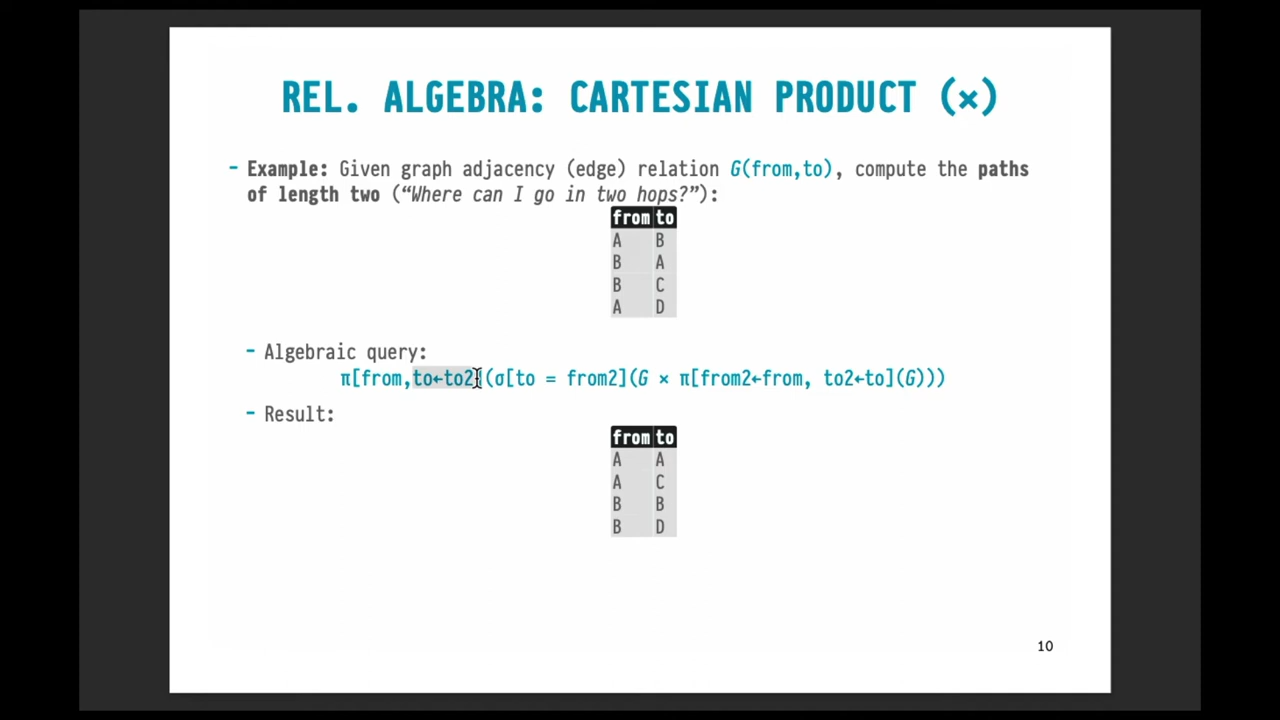 REL. ALGEBRA: CARTESIAN PRODUCT (×)
– Example: Given graph adjacency (edge) relation G(from,to), compute the paths
of length two (“Where can I go in two hops?”):
from to
A B
B A
B C
A D
– Algebraic query:
π[from,to←to2](σ[to = from2](G × π[from2←from, to2←to](G)))
– Result:
from to
A A
A C
B B
B D
10